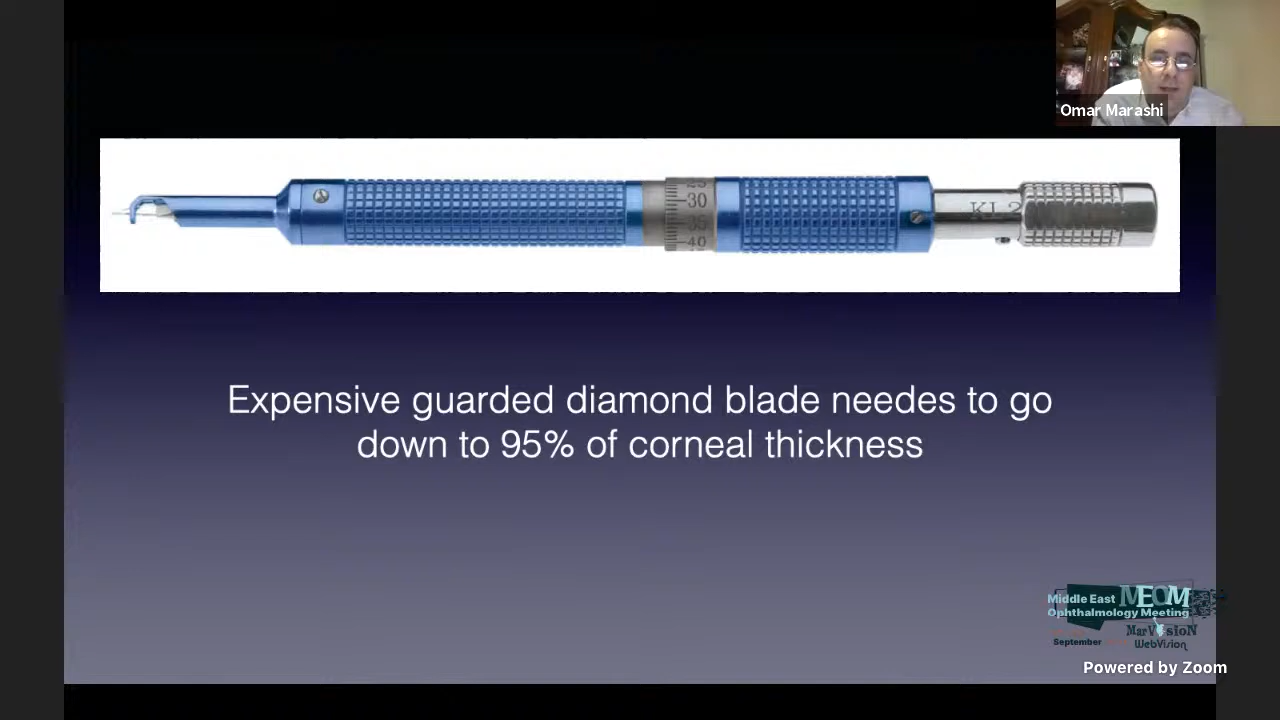 Omar Marashi
25
30
35
40
Expensive guarded diamond blade needes to go
down to 95% of corneal thickness
Middle East MEOM
Ophthalmology Meeting
MarVision
September
WebVision
Powered by Zoom